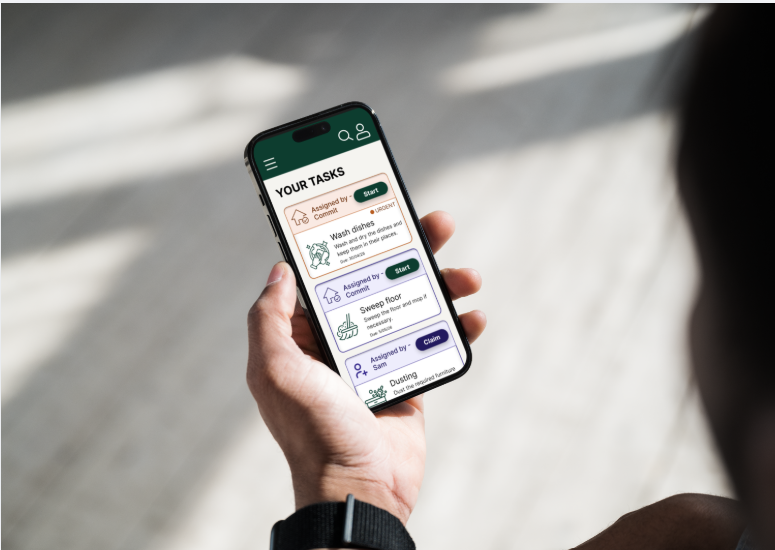 YOUR TASKS
Assigned by -
Commit
Start
URGENT
Wash dishes
Wash and dry the dishes and
keep them in their places.
Assigned by -
Commit
Start
Sweep floor
Sweep the floor and mop if
necessary.
Assigned by -
Sam
Claim
Dusting
Dust the required furniture